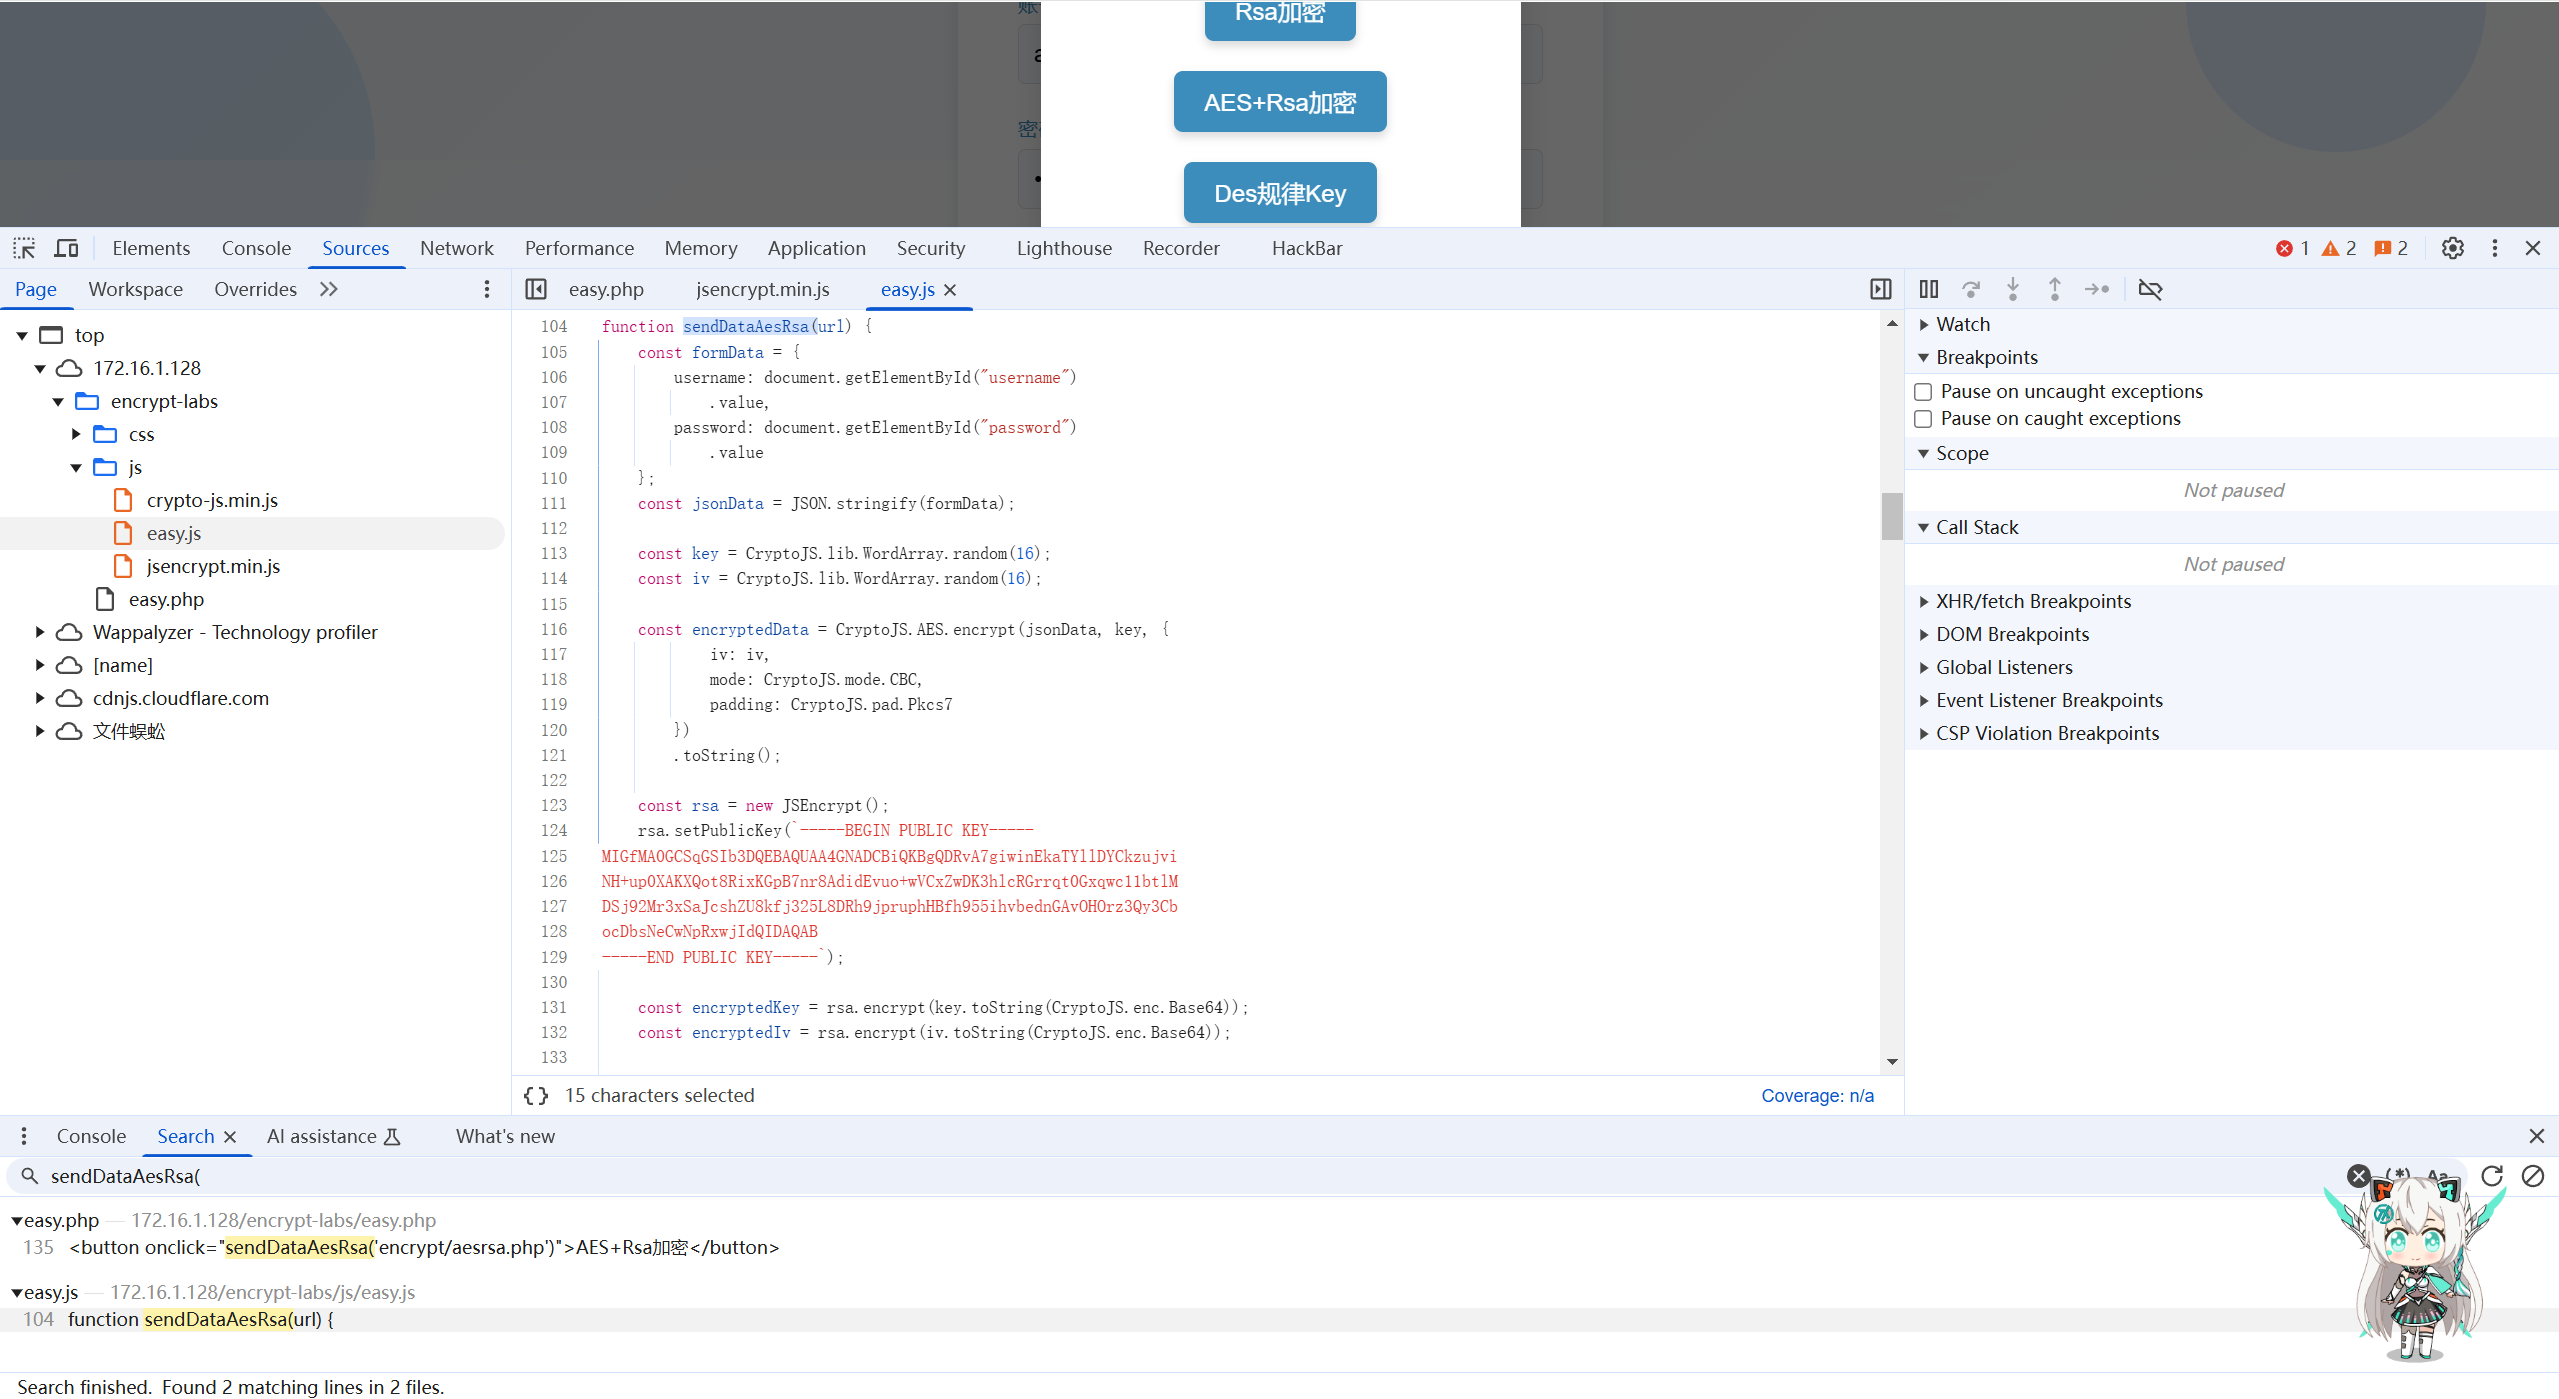 Rsa加密
AES+Rsa加密
Des规律Key
Elements Console Sources Network Performance Memory Application Security Lighthouse Recorder HackBar 1 2 2
Page Workspace Overrides
easy.php jsencrypt.min.js easy.js
top
172.16.1.128
encrypt-labs
css
js
crypto-js.min.js
easy.js
jsencrypt.min.js
easy.php
Wappalyzer - Technology profiler
[name]
cdnjs.cloudflare.com
文件蜈蚣
104 function sendDataAesRsa(url) {
105 const formData = {
106 username: document.getElementById("username")
107 .value,
108 password: document.getElementById("password")
109 .value
110 };
111 const jsonData = JSON.stringify(formData);
112
113 const key = CryptoJS.lib.WordArray.random(16);
114 const iv = CryptoJS.lib.WordArray.random(16);
115
116 const encryptedData = CryptoJS.AES.encrypt(jsonData, key, {
117 iv: iv,
118 mode: CryptoJS.mode.CBC,
119 padding: CryptoJS.pad.Pkcs7
120 })
121 .toString();
122
123 const rsa = new JSEncrypt();
124 rsa.setPublicKey(`-----BEGIN PUBLIC KEY-----
125 MIGfMA0GCSqGSIb3DQEBAQUAA4GNADCBiQKBgQDRvA7giwinEkaTYllDYCkzujvi
126 NH+up0XAKXQot8RixKGpB7nr8AdidEvuo+wVCxZwDK3hlcRGrrqt0Gxqwc11btlM
127 DSj92Mr3xSaJcshZU8kfj325L8DRh9jpruphHBfh955ihvbednGAvOHOrz3Qy3Cb
128 ocDbsNeCwNpRxwjIdQIDAQAB
129 -----END PUBLIC KEY-----`);
130
131 const encryptedKey = rsa.encrypt(key.toString(CryptoJS.enc.Base64));
132 const encryptedIv = rsa.encrypt(iv.toString(CryptoJS.enc.Base64));
133
{ } 15 characters selected Coverage: n/a
Watch
Breakpoints
Pause on uncaught exceptions
Pause on caught exceptions
Scope
Not paused
Call Stack
Not paused
XHR/fetch Breakpoints
DOM Breakpoints
Global Listeners
Event Listener Breakpoints
CSP Violation Breakpoints
Console Search AI assistance What's new
sendDataAesRsa(
easy.php — 172.16.1.128/encrypt-labs/easy.php
135 <button onclick="sendDataAesRsa('encrypt/aesrsa.php')">AES+Rsa加密</button>
easy.js — 172.16.1.128/encrypt-labs/js/easy.js
104 function sendDataAesRsa(url) {
Search finished. Found 2 matching lines in 2 files.